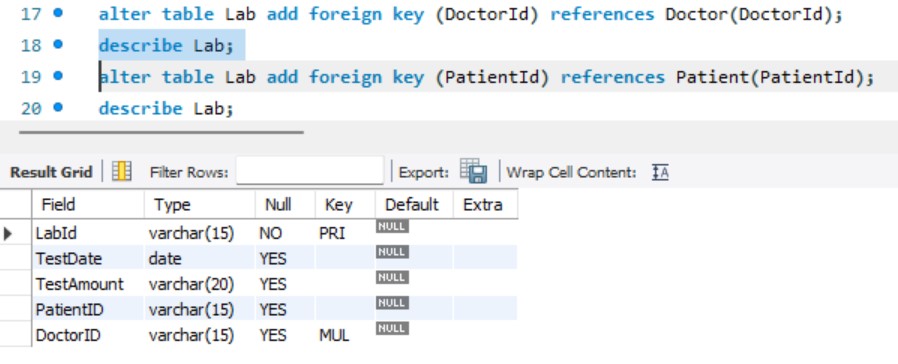 17 alter table Lab add foreign key (DoctorId) references Doctor(DoctorId);
18 describe Lab;
19 alter table Lab add foreign key (PatientId) references Patient(PatientId);
20 describe Lab;
Result Grid Filter Rows: Export: Wrap Cell Content: IA
Field Type Null Key Default Extra
LabId varchar(15) NO PRI NULL
TestDate date YES NULL
TestAmount varchar(20) YES NULL
PatientID varchar(15) YES NULL
DoctorID varchar(15) YES MUL NULL